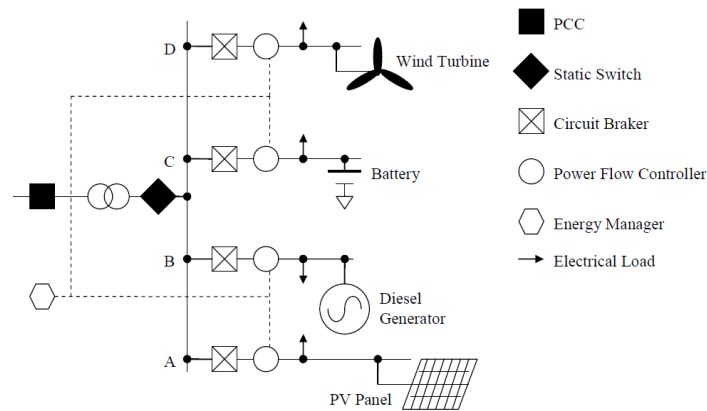 D
Wind Turbine
C
Battery
B
Diesel
Generator
A
PV Panel
PCC
Static Switch
Circuit Braker
Power Flow Controller
Energy Manager
Electrical Load